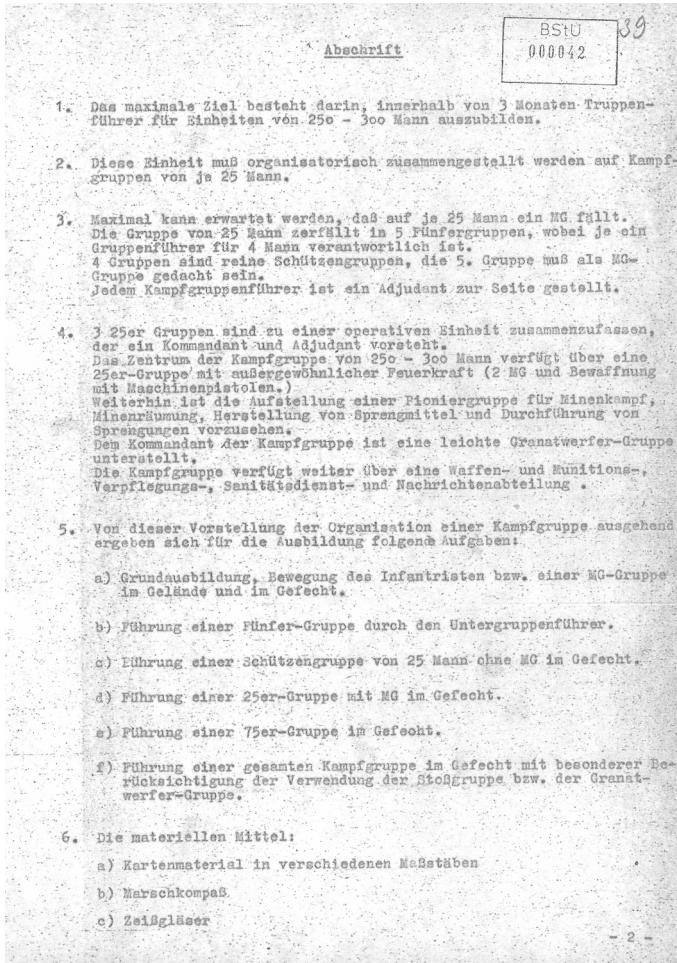 BStU
000042
39
Abschrift
1. Das maximale Ziel besteht darin, innerhalb von 3 Monaten Truppen-
führer für Einheiten von 25o - 3oo Mann auszubilden.
2. Diese Einheit muß organisatorisch zusammengestellt werden auf Kampf-
gruppen von je 25 Mann.
3. Maximal kann erwartet werden, daß auf je 25 Mann ein MG fällt.
Die Gruppe von 25 Mann zerfällt in 5 Fünfergruppen, wobei je ein
Gruppenführer für 4 Mann verantwortlich ist.
4 Gruppen sind reine Schützengruppen, die 5. Gruppe muß als MG-
Gruppe gedacht sein.
Jedem Kampfgruppenführer ist ein Adjudant zur Seite gestellt.
4. 3 25er Gruppen sind zu einer operativen Einheit zusammenzufassen,
der ein Kommandant und Adjudant vorsteht.
Das Zentrum der Kampfgruppe von 25o - 3oo Mann verfügt über eine
25er-Gruppe mit außergewöhnlicher Feuerkraft (2 MG und Bewaffnung
mit Maschinenpistolen.)
Weiterhin ist die Aufstellung einer Pioniergruppe für Minenkampf,
Minenräumung, Herstellung von Sprengmittel und Durchführung von
Sprengungen vorzusehen.
Dem Kommandant der Kampfgruppe ist eine leichte Granatwerfer-Gruppe
unterstellt.
Die Kampfgruppe verfügt weiter über eine Waffen- und Munitions-,
Verpflegungs-, Sanitätsdienst- und Nachrichtenabteilung .
5. Von dieser Vorstellung der Organisation einer Kampfgruppe ausgehend
ergeben sich für die Ausbildung folgende Aufgaben:
a) Grundausbildung, Bewegung des Infantristen bzw. einer MG-Gruppe
im Gelände und im Gefecht.
b) Führung einer Fünfer-Gruppe durch den Untergruppenführer.
c) Führung einer Schützengruppe von 25 Mann ohne MG im Gefecht.
d) Führung einer 25er-Gruppe mit MG im Gefecht.
e) Führung einer 75er-Gruppe im Gefecht.
f) Führung einer gesamten Kampfgruppe im Gefecht mit besonderer Be-
rücksichtigung der Verwendung der Stoßgruppe bzw. der Granat-
werfer-Gruppe.
6. Die materiellen Mittel:
a) Kartenmaterial in verschiedenen Maßstäben
b) Marschkompaß
c) Zeißgläser
- 2 -